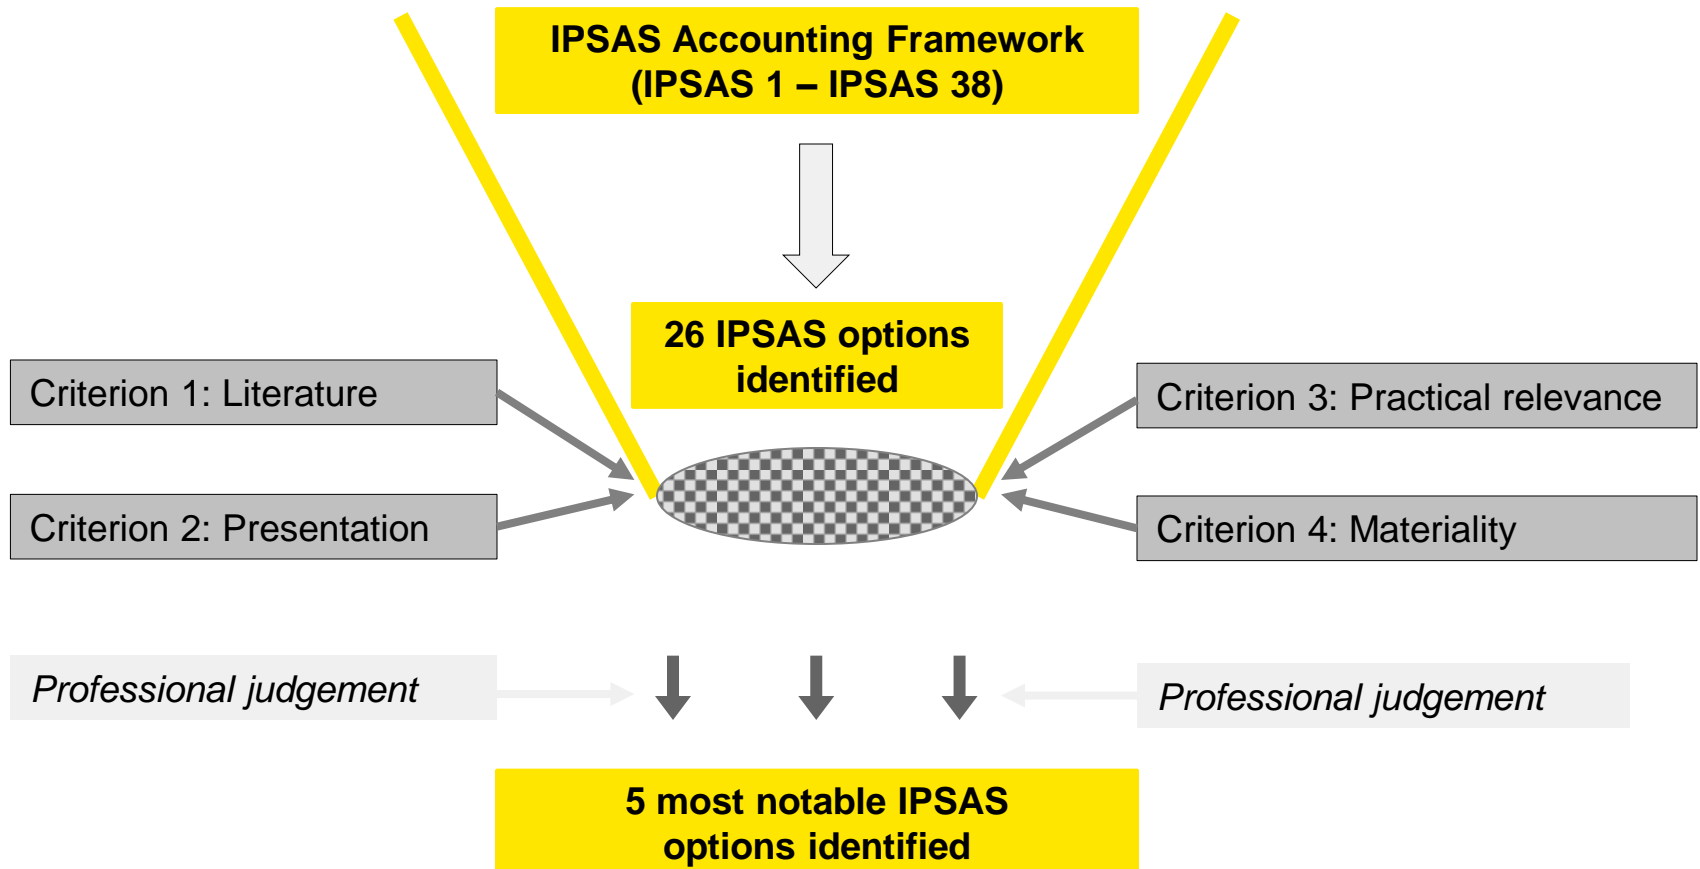 IPSAS Accounting Framework
(IPSAS 1 – IPSAS 38)
26 IPSAS options
identified
Criterion 1: Literature
Criterion 2: Presentation
Criterion 3: Practical relevance
Criterion 4: Materiality
Professional judgement
Professional judgement
5 most notable IPSAS
options identified